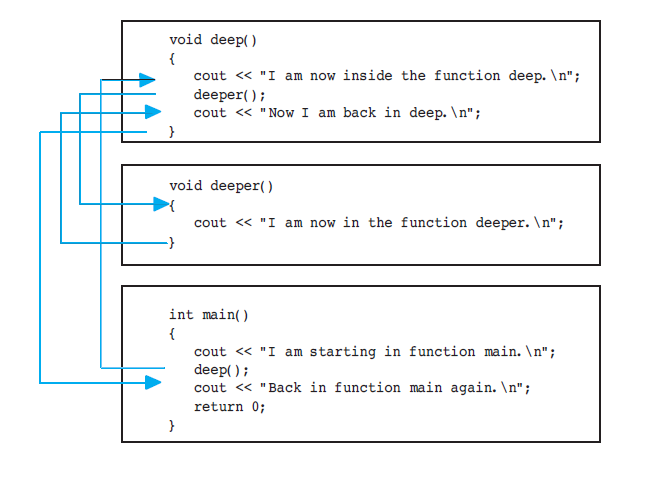 void deep()
{
cout << "I am now inside the function deep.\n";
deeper();
cout << "Now I am back in deep.\n";
}
void deeper()
{
cout << "I am now in the function deeper.\n";
}
int main()
{
cout << "I am starting in function main.\n";
deep();
cout << "Back in function main again.\n";
return 0;
}